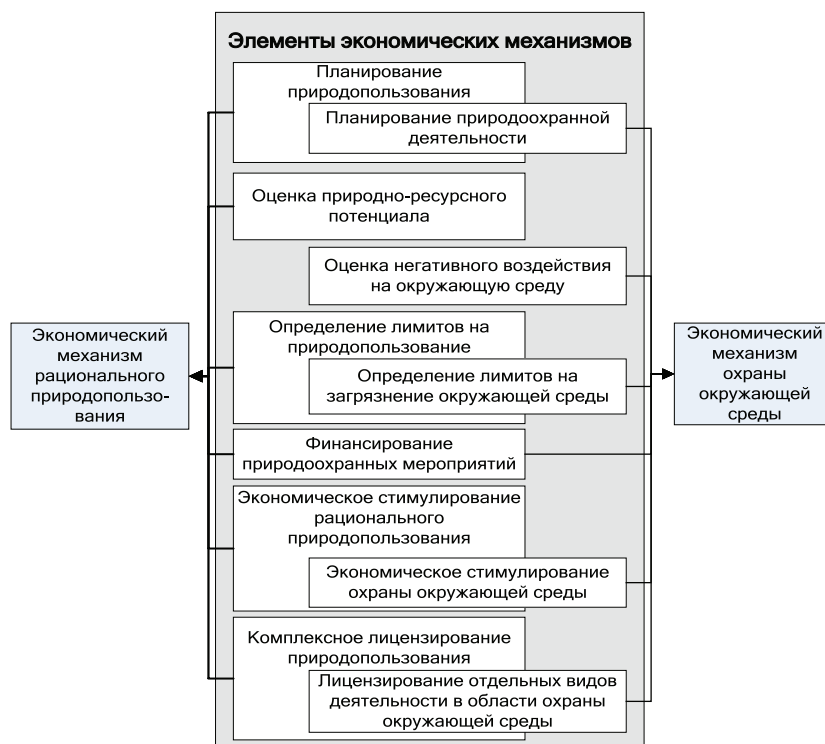 Элементы экономических механизмов
Планирование
природопользования
Планирование природоохранной
деятельности
Оценка природно-ресурсного
потенциала
Оценка негативного воздействия
на окружающую среду
Экономический
механизм
рационального
природопользо-
вания
Определение лимитов на
природопользование
Определение лимитов на
загрязнение окружающей среды
Экономический
механизм
охраны
окружающей
среды
Финансирование
природоохранных мероприятий
Экономическое стимулирование
рационального
природопользования
Экономическое стимулирование
охраны окружающей среды
Комплексное лицензирование
природопользования
Лицензирование отдельных видов
деятельности в области охраны
окружающей среды